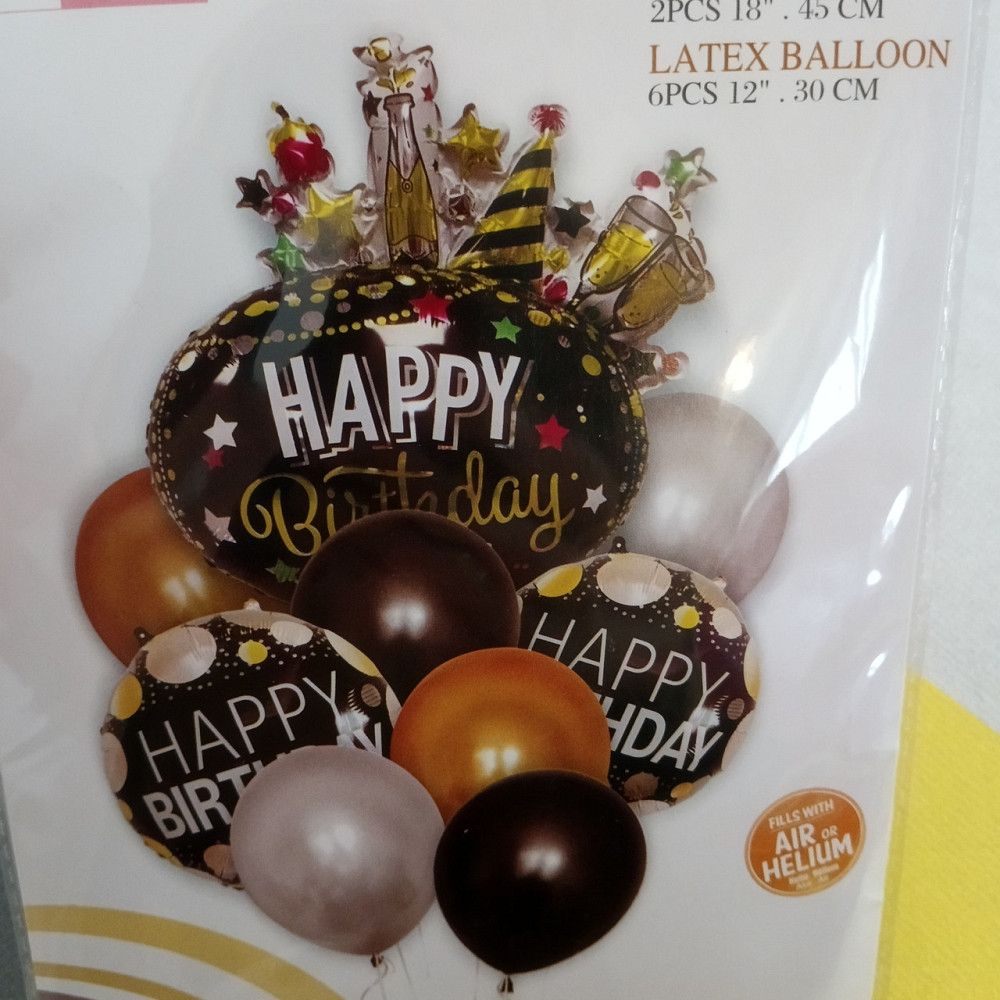 2PCS 18" . 45 CM
LATEX BALLOON
6PCS 12" . 30 CM
HAPPY
Birthday
HAPPY
HDAY
HAPPY
BIRTH AY
FILLS WITH
AIR OR
HELIUM